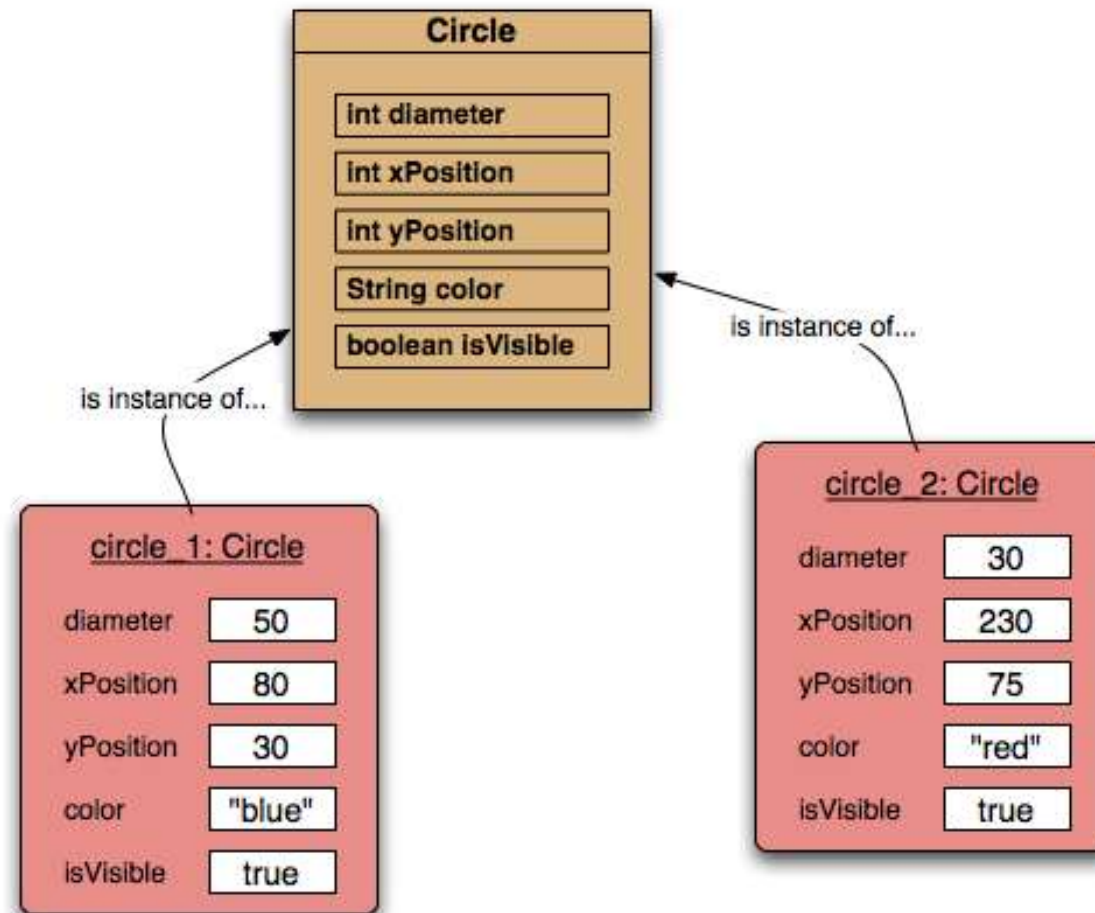 Circle
int diameter
int xPosition
int yPosition
String color
boolean isVisible
is instance of...
is instance of...
circle_1: Circle
diameter 50
xPosition 80
yPosition 30
color "blue"
isVisible true
circle_2: Circle
diameter 30
xPosition 230
yPosition 75
color "red"
isVisible true